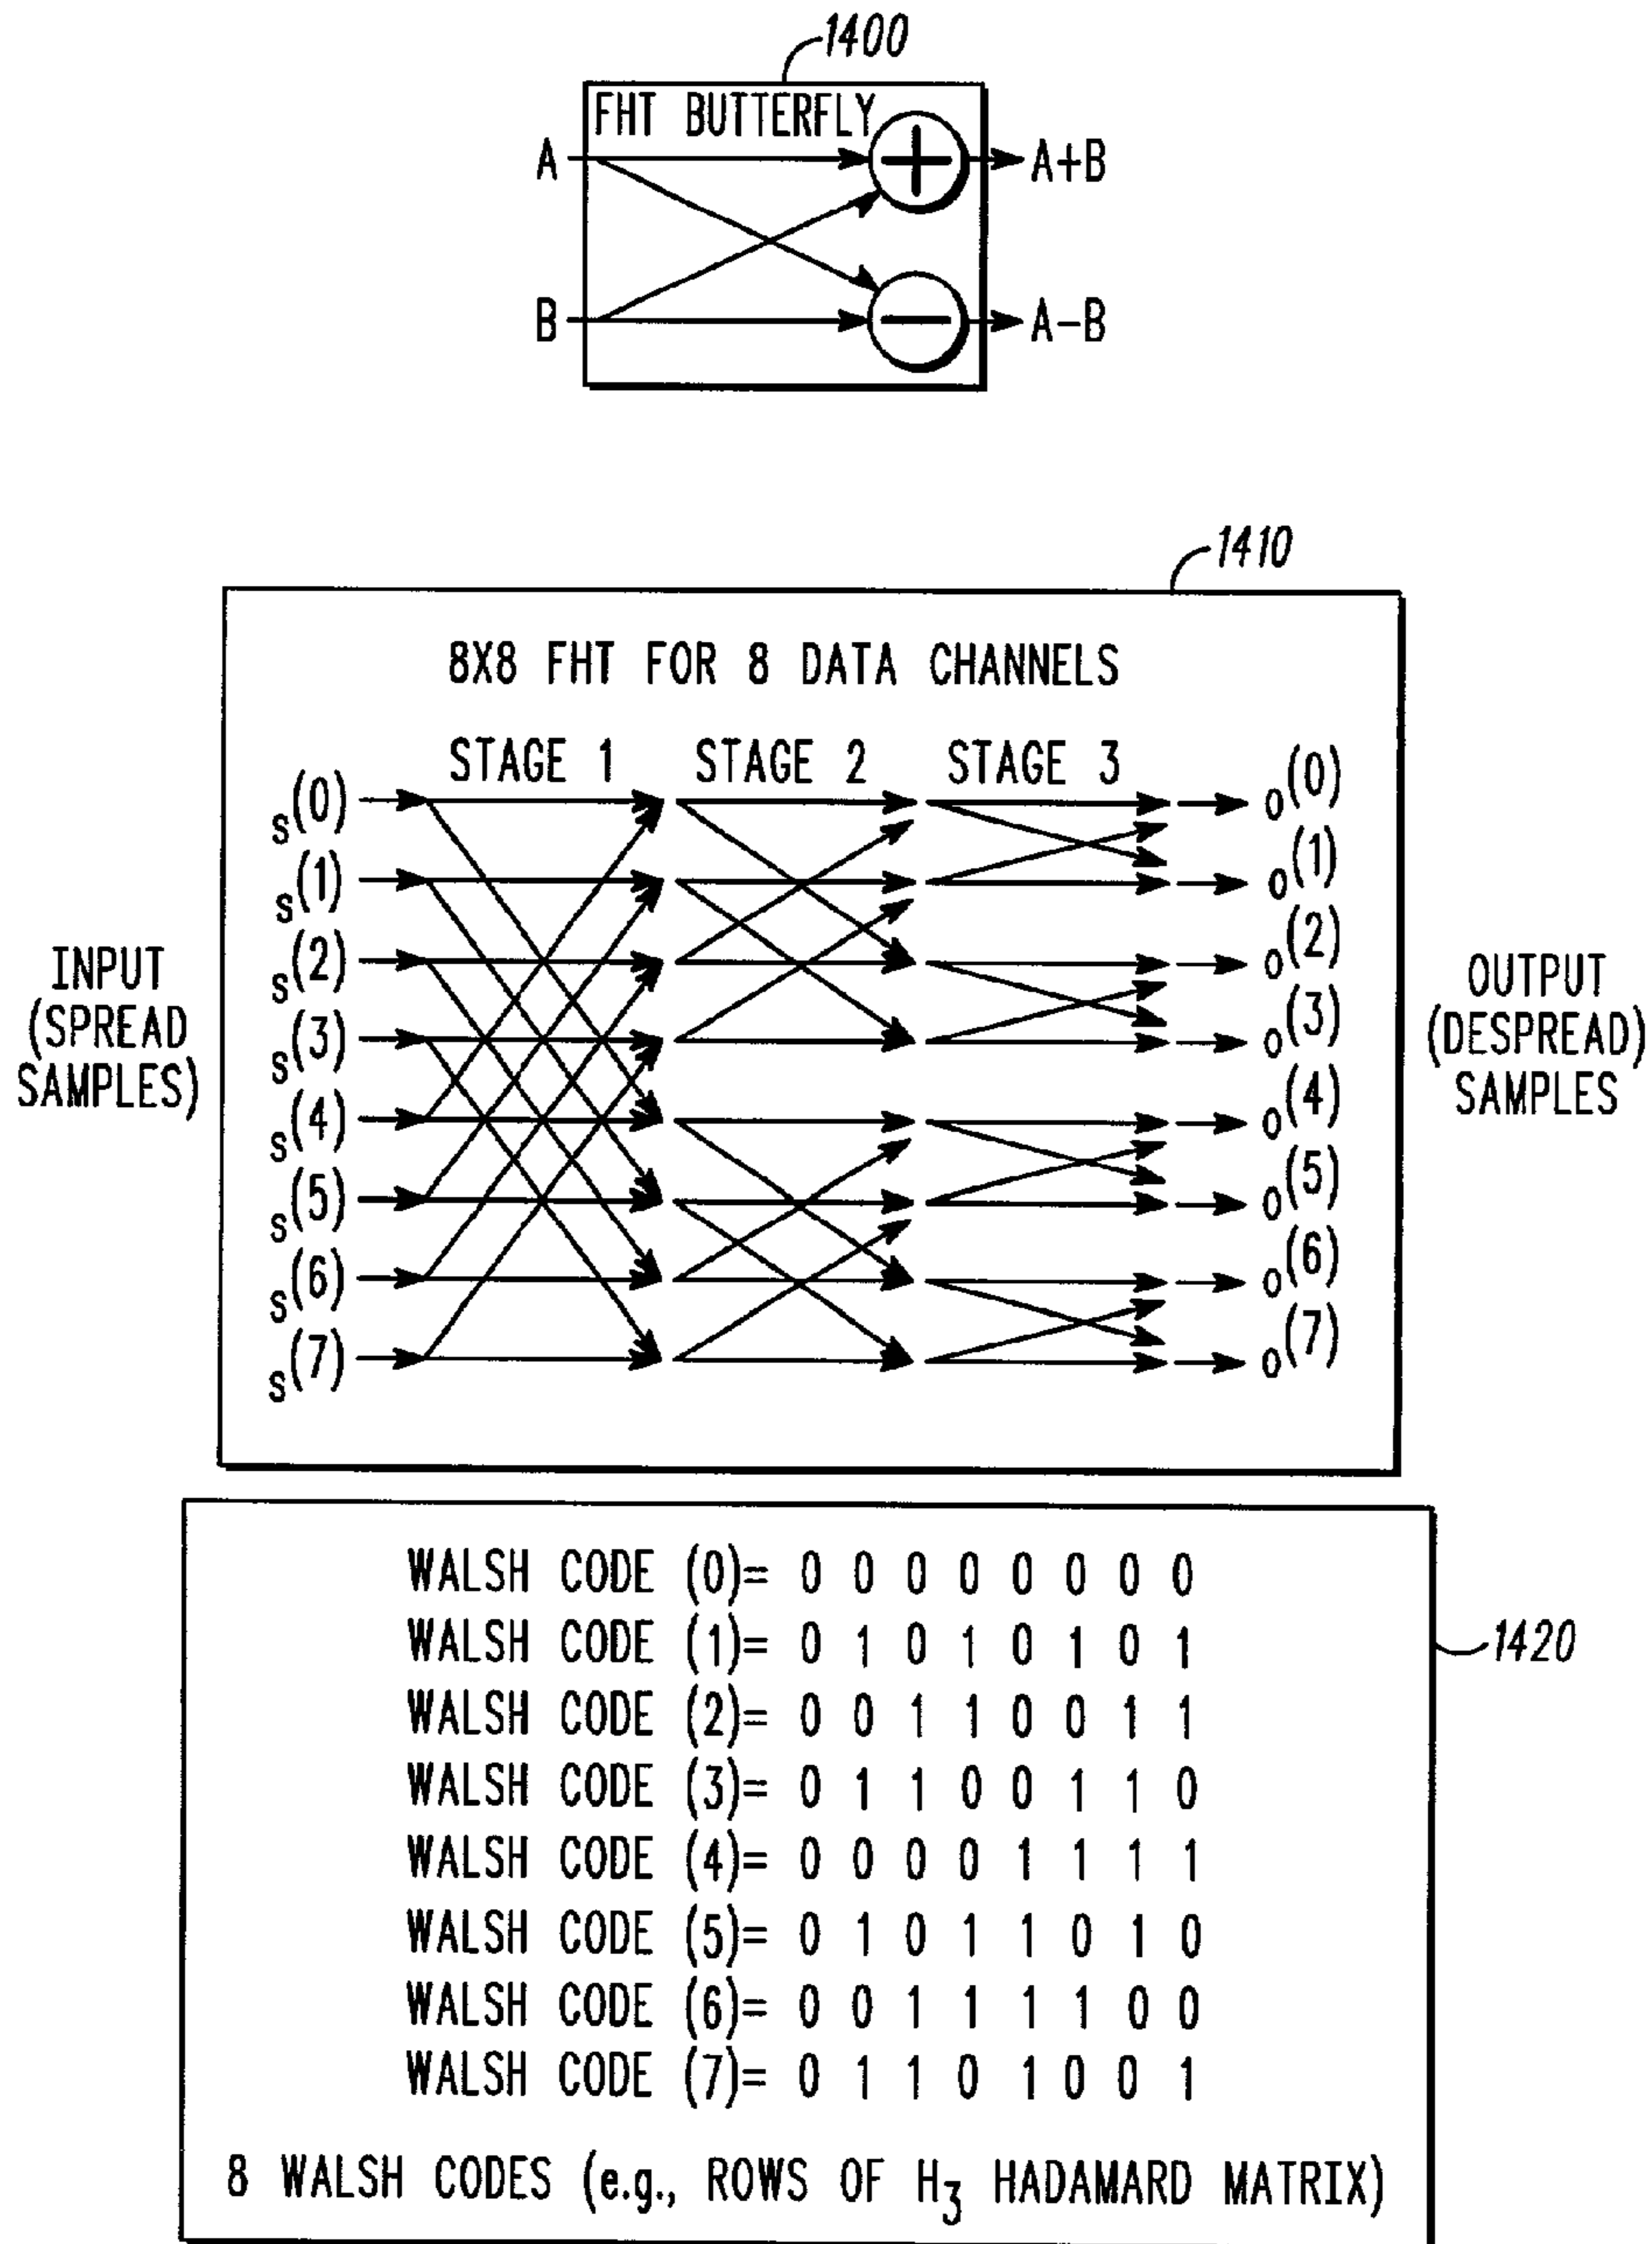 1400
FHT BUTTERFLY
A
A+B
B
A-B
1410
8X8 FHT FOR 8 DATA CHANNELS
STAGE 1 STAGE 2 STAGE 3
s(0)
s(1)
s(2)
s(3)
s(4)
s(5)
s(6)
s(7)
INPUT
(SPREAD
SAMPLES)
o(0)
o(1)
o(2)
o(3)
o(4)
o(5)
o(6)
o(7)
OUTPUT
(DESPREAD)
SAMPLES
WALSH CODE (0)= 0 0 0 0 0 0 0 0
WALSH CODE (1)= 0 1 0 1 0 1 0 1
WALSH CODE (2)= 0 0 1 1 0 0 1 1
WALSH CODE (3)= 0 1 1 0 0 1 1 0
WALSH CODE (4)= 0 0 0 0 1 1 1 1
WALSH CODE (5)= 0 1 0 1 1 0 1 0
WALSH CODE (6)= 0 0 1 1 1 1 0 0
WALSH CODE (7)= 0 1 1 0 1 0 0 1
1420
8 WALSH CODES (e.g., ROWS OF H3 HADAMARD MATRIX)